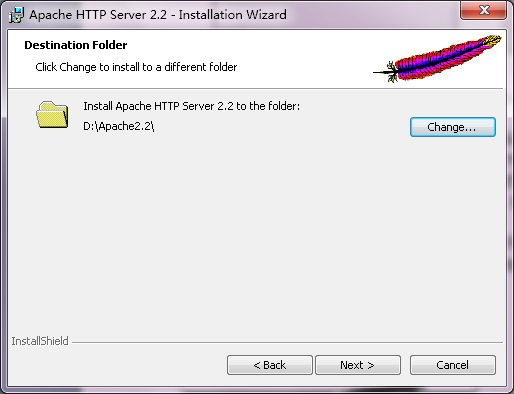 Apache HTTP Server 2.2 - Installation Wizard
Destination Folder
Click Change to install to a different folder
Install Apache HTTP Server 2.2 to the folder:
D:\Apache2.2\
Change...
InstallShield
< Back
Next >
Cancel